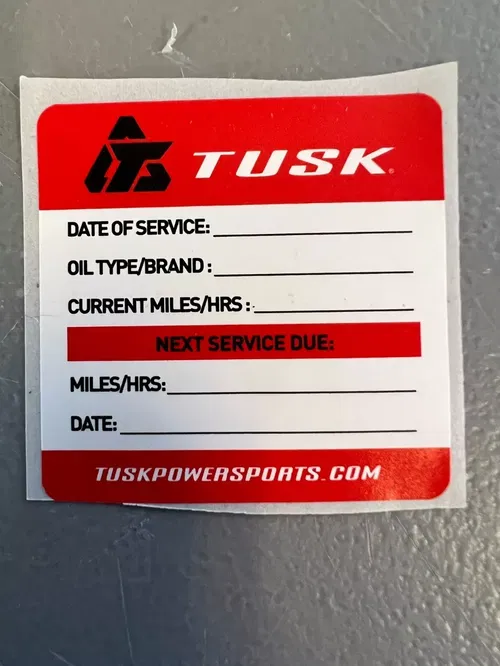 TUSK®
DATE OF SERVICE:
OIL TYPE/BRAND :
CURRENT MILES/HRS :
NEXT SERVICE DUE:
MILES/HRS:
DATE:
TUSKPOWERSPORTS.COM